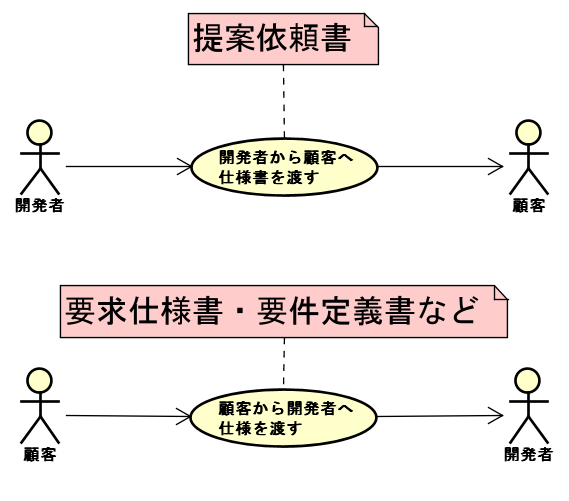 提案依頼書
開発者から顧客へ
仕様書を渡す
開発者
顧客
要求仕様書・要件定義書など
顧客から開発者へ
仕様を渡す
顧客
開発者